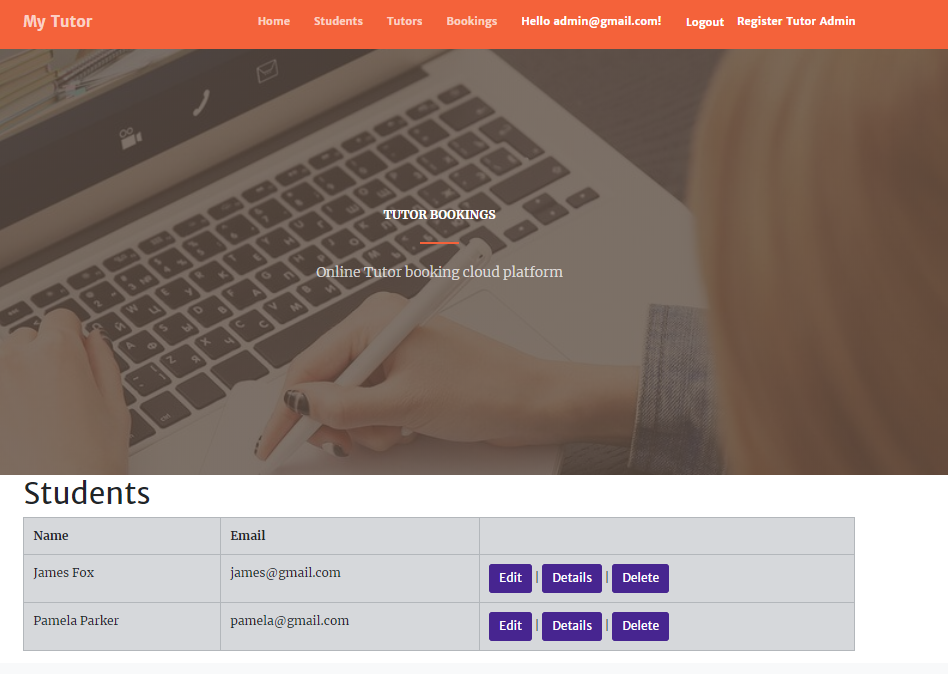 My Tutor Home Students Tutors Bookings Hello admin@gmail.com! Logout Register Tutor Admin
TUTOR BOOKINGS
Online Tutor booking cloud platform
Students
Name Email
James Fox james@gmail.com Edit | Details | Delete
Pamela Parker pamela@gmail.com Edit | Details | Delete